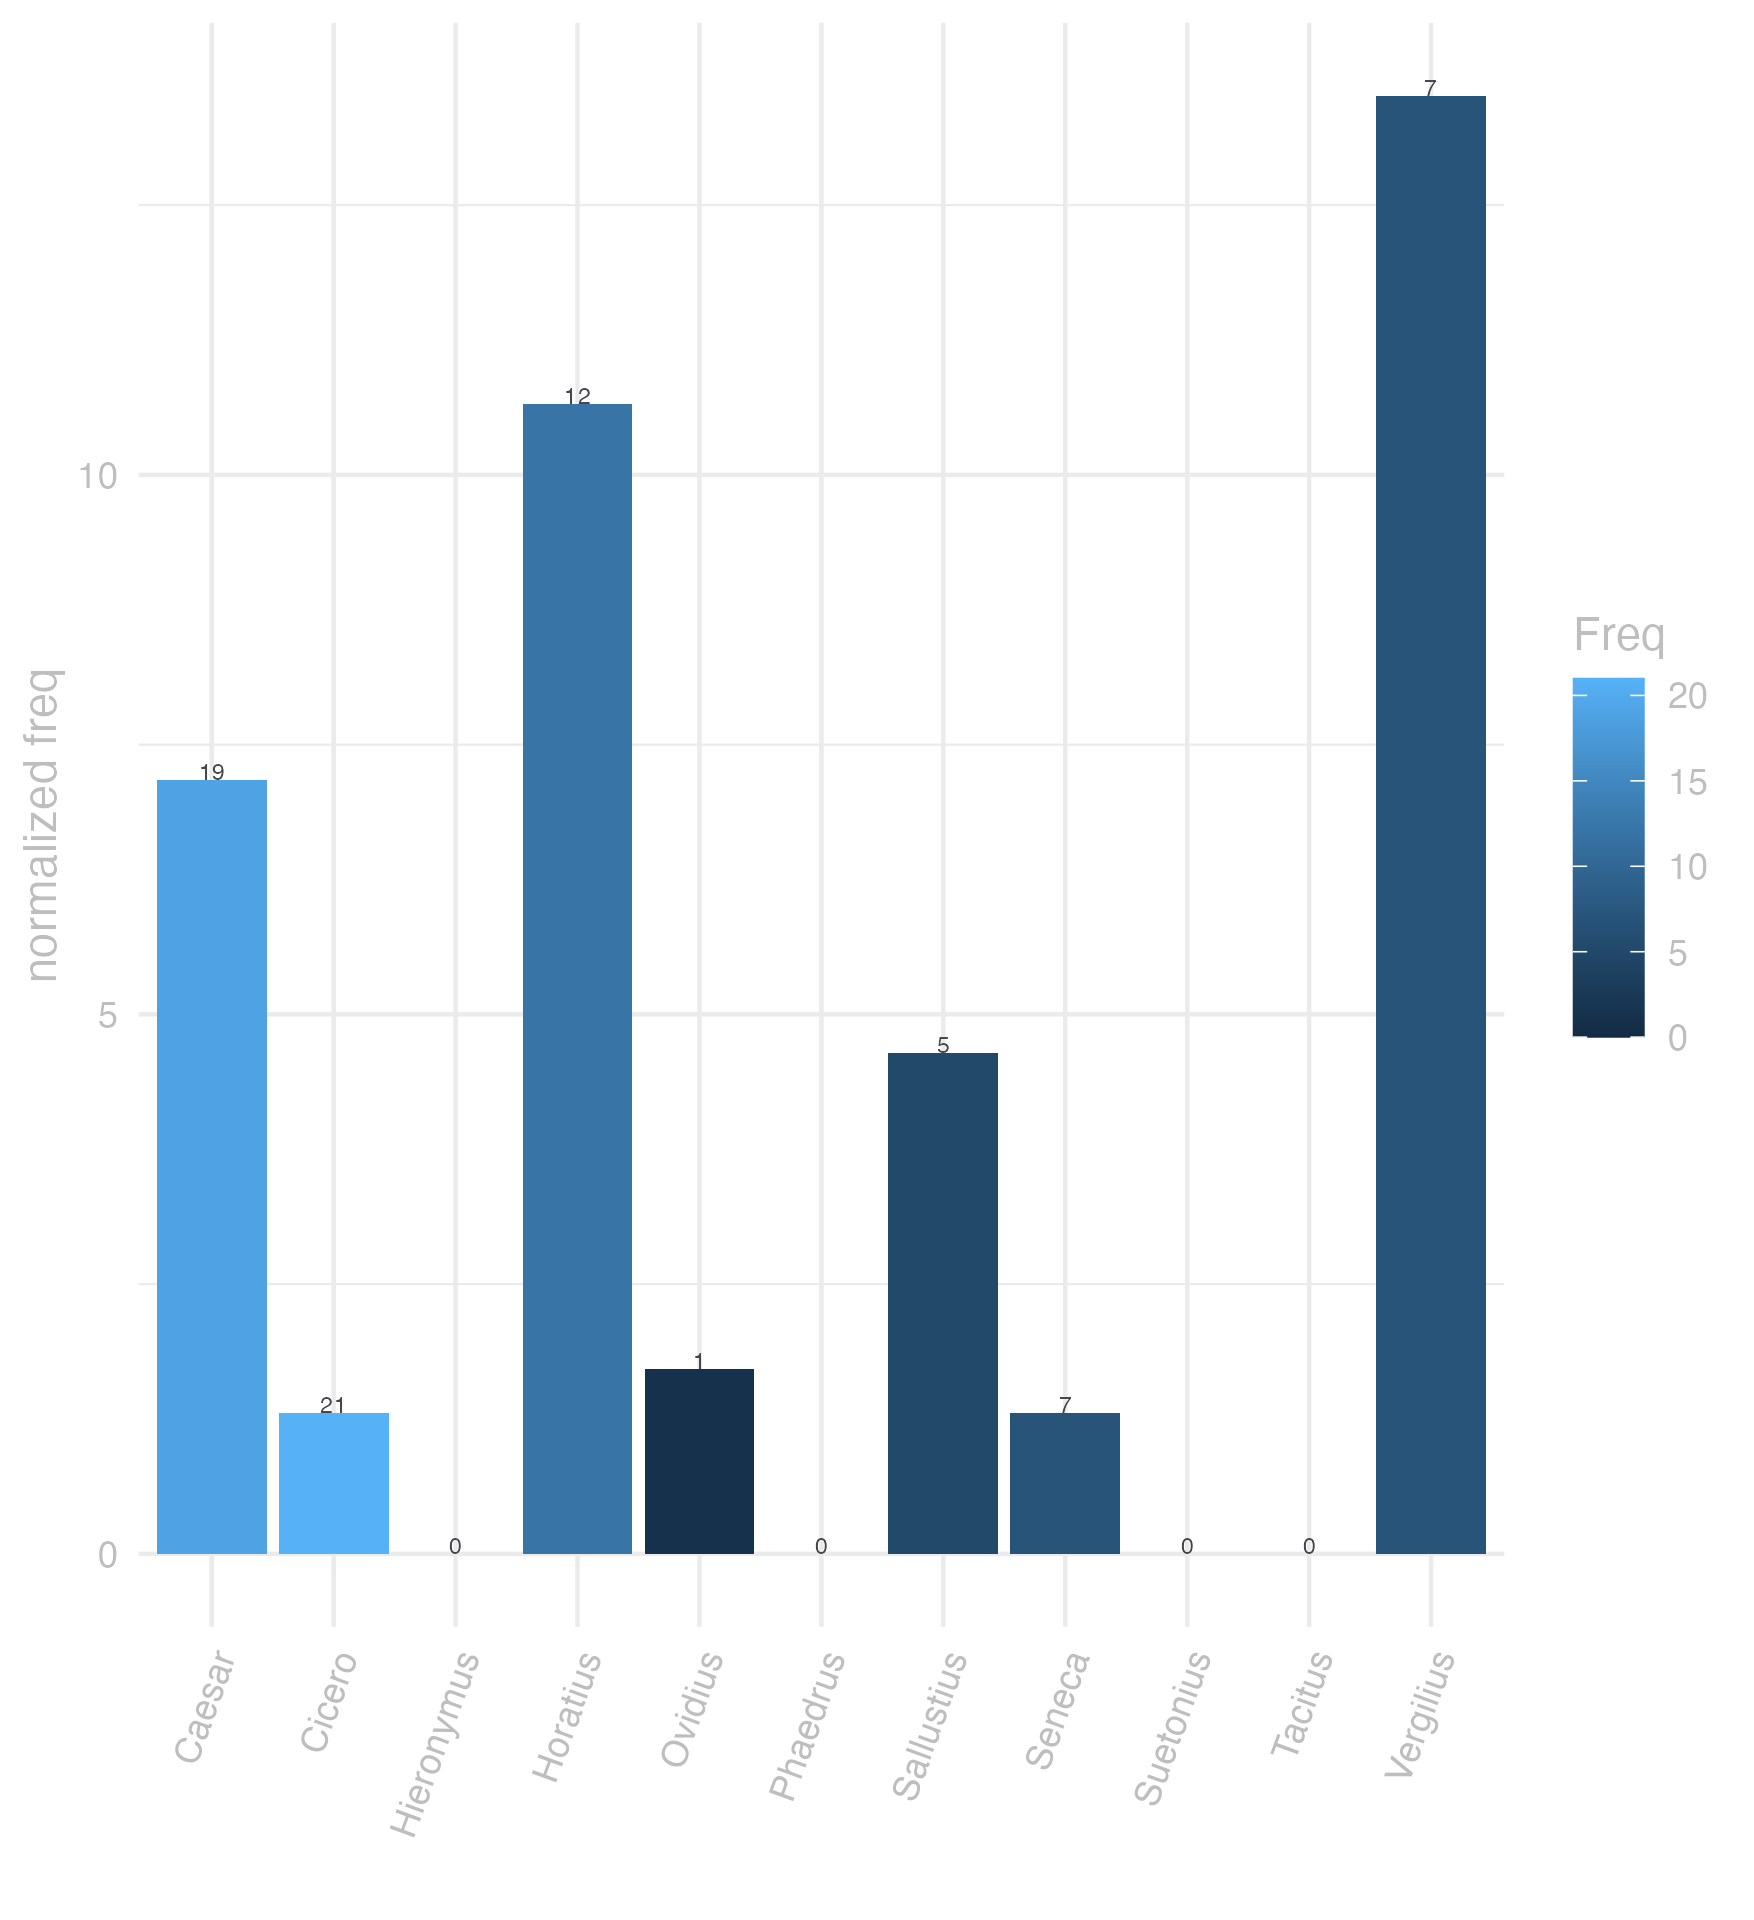 7
12
10
19
5
5
1
21
7
0
0
0
0
0
normalized freq
Caesar
Cicero
Hieronymus
Horatius
Ovidius
Phaedrus
Sallustius
Seneca
Suetonius
Tacitus
Vergilius
Freq
20
15
10
5
0